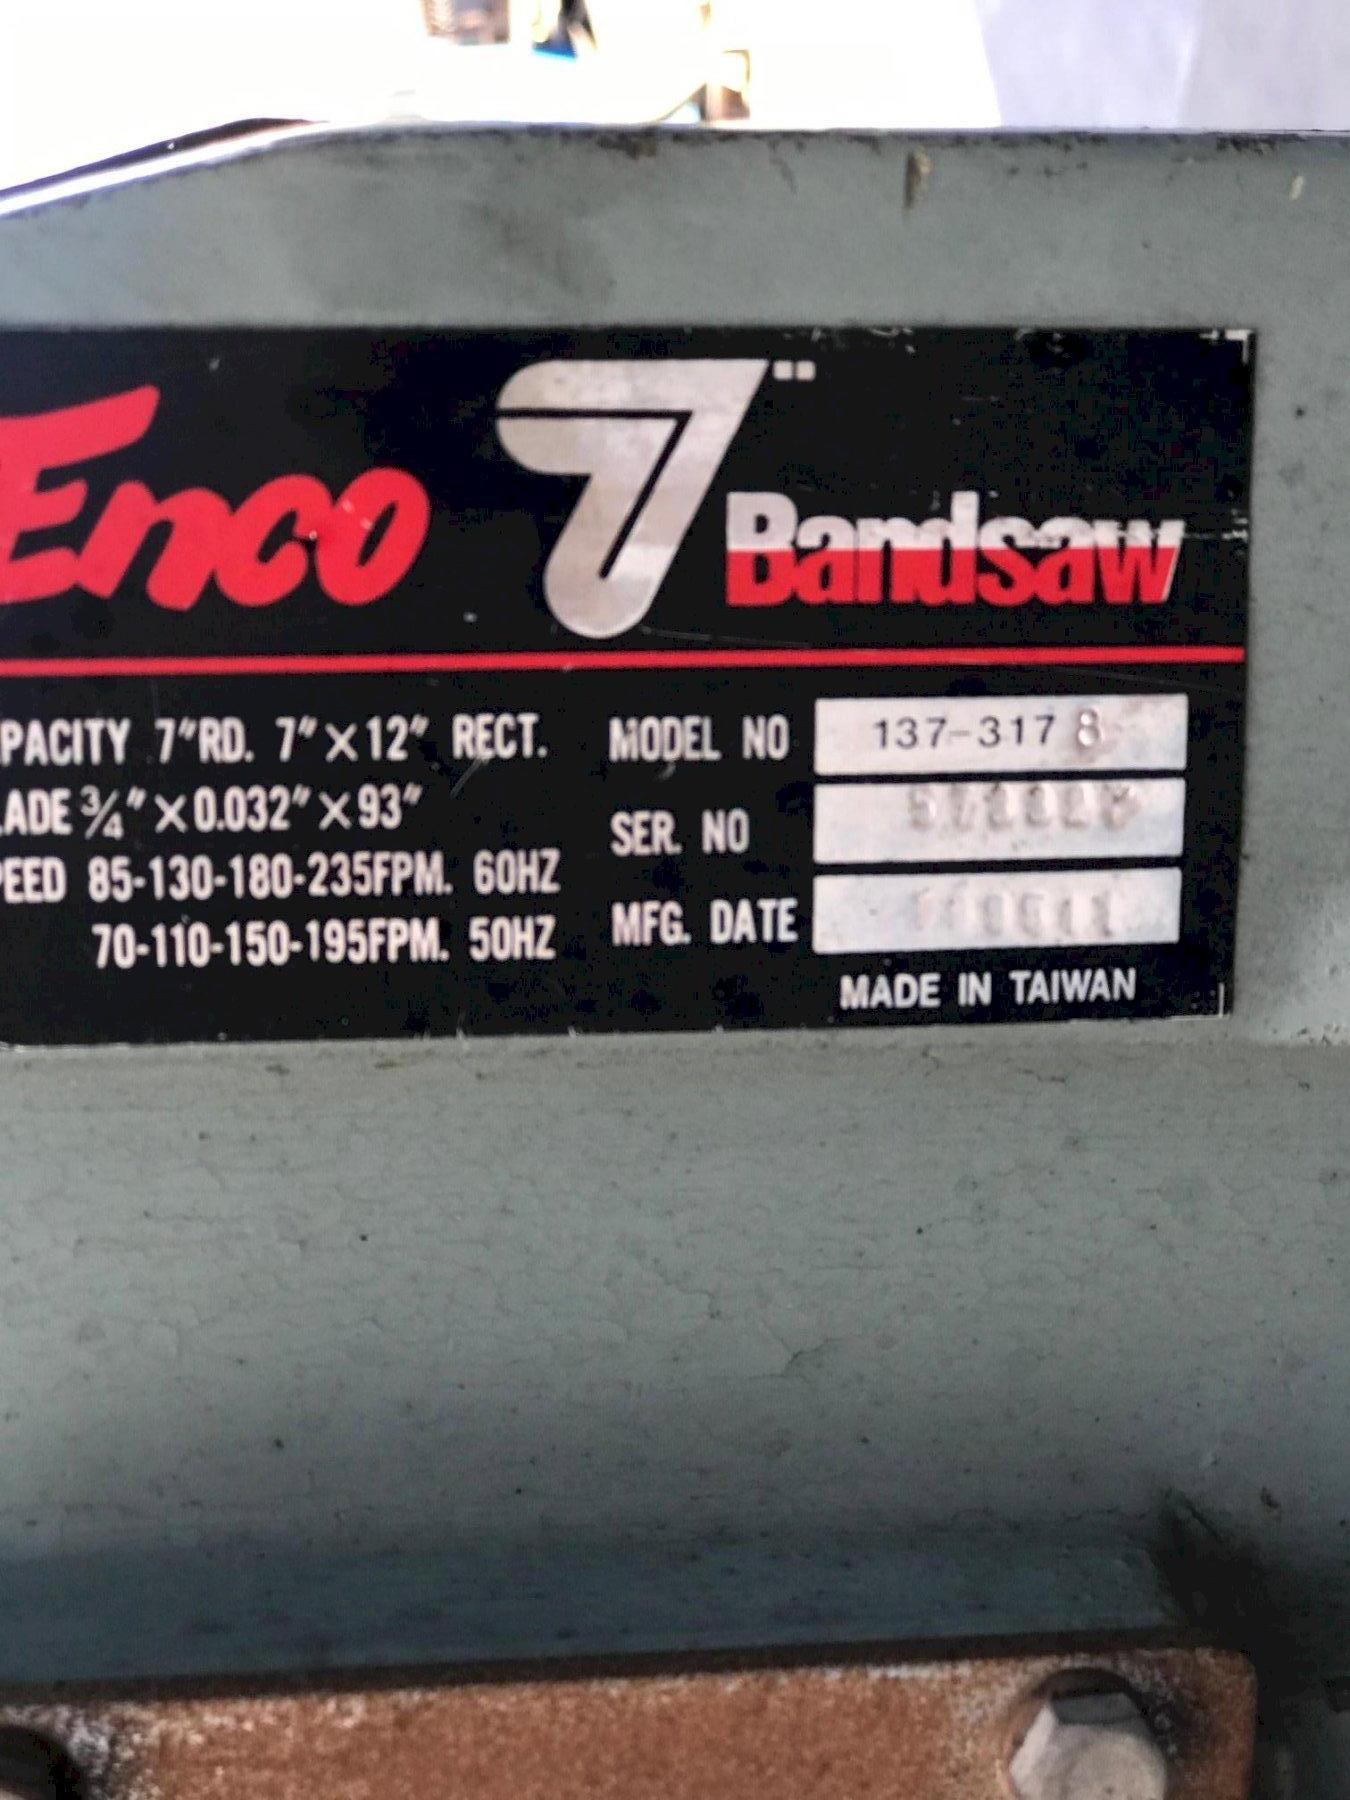 Enco 7" Bandsaw
PACITY 7"RD. 7"×12" RECT.
LADE 3/4"×0.032"×93"
PEED 85-130-180-235FPM. 60HZ
70-110-150-195FPM. 50HZ
MODEL NO 137-317 8
SER. NO
MFG. DATE
MADE IN TAIWAN